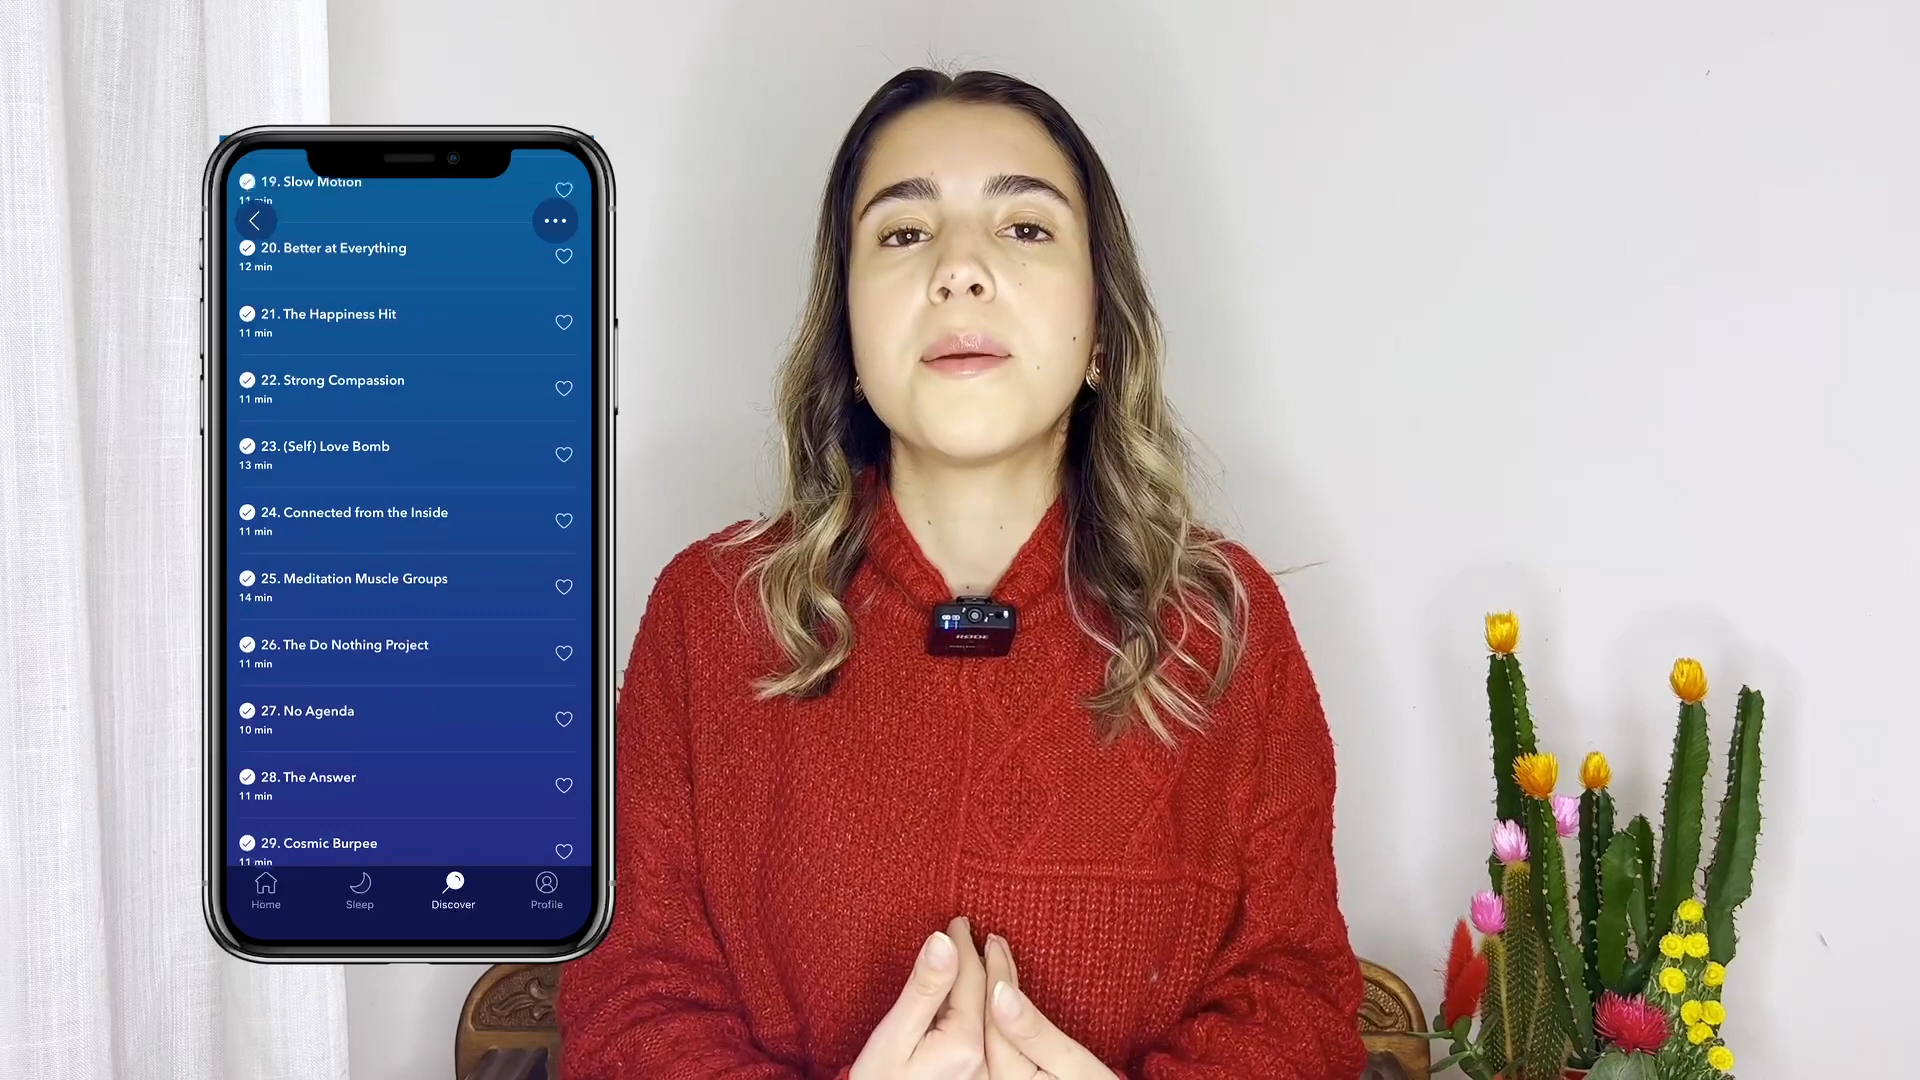 19. Slow Motion
11 min
20. Better at Everything
12 min
21. The Happiness Hit
11 min
22. Strong Compassion
11 min
23. (Self) Love Bomb
13 min
24. Connected from the Inside
11 min
25. Meditation Muscle Groups
14 min
26. The Do Nothing Project
11 min
27. No Agenda
10 min
28. The Answer
11 min
29. Cosmic Burpee
11 min
Home
Sleep
Discover
Profile
RØDE